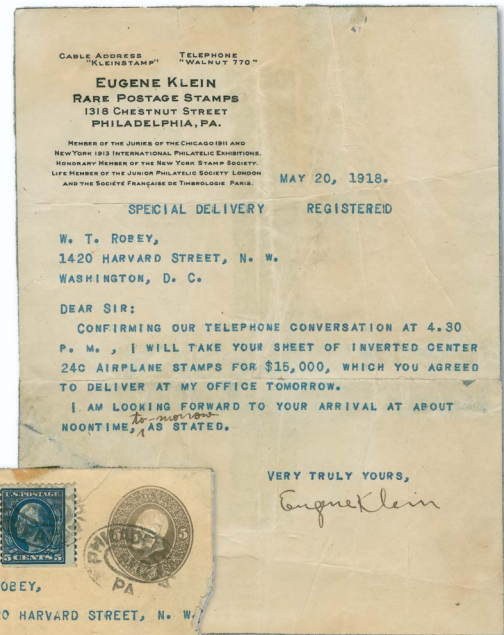 CABLE ADDRESS TELEPHONE
"KLEINSTAMP" "WALNUT 770"
EUGENE KLEIN
RARE POSTAGE STAMPS
1318 CHESTNUT STREET
PHILADELPHIA, PA.
MEMBER OF THE JURIES OF THE CHICAGO 1911 AND
NEW YORK 1913 INTERNATIONAL PHILATELIC EXHIBITIONS.
HONORARY MEMBER OF THE NEW YORK STAMP SOCIETY.
LIFE MEMBER OF THE JUNIOR PHILATELIC SOCIETY LONDON
AND THE SOCIÉTÉ FRANÇAISE DE TIMBROLOGIE PARIS.
MAY 20, 1918.
SPECIAL DELIVERY REGISTERED
W. T. ROBEY,
1420 HARVARD STREET, N. W.
WASHINGTON, D. C.
DEAR SIR:
CONFIRMING OUR TELEPHONE CONVERSATION AT 4.30
P. M., I WILL TAKE YOUR SHEET OF INVERTED CENTER
24C AIRPLANE STAMPS FOR $15,000, WHICH YOU AGREED
TO DELIVER AT MY OFFICE TOMORROW.
I AM LOOKING FORWARD TO YOUR ARRIVAL AT ABOUT
NOONTIME, to-morrow AS STATED.
VERY TRULY YOURS,
Eugene Klein
U.S. POSTAGE
5 CENTS 5
5
PHILADEL
PA
OBEY,
0 HARVARD STREET, N. W.